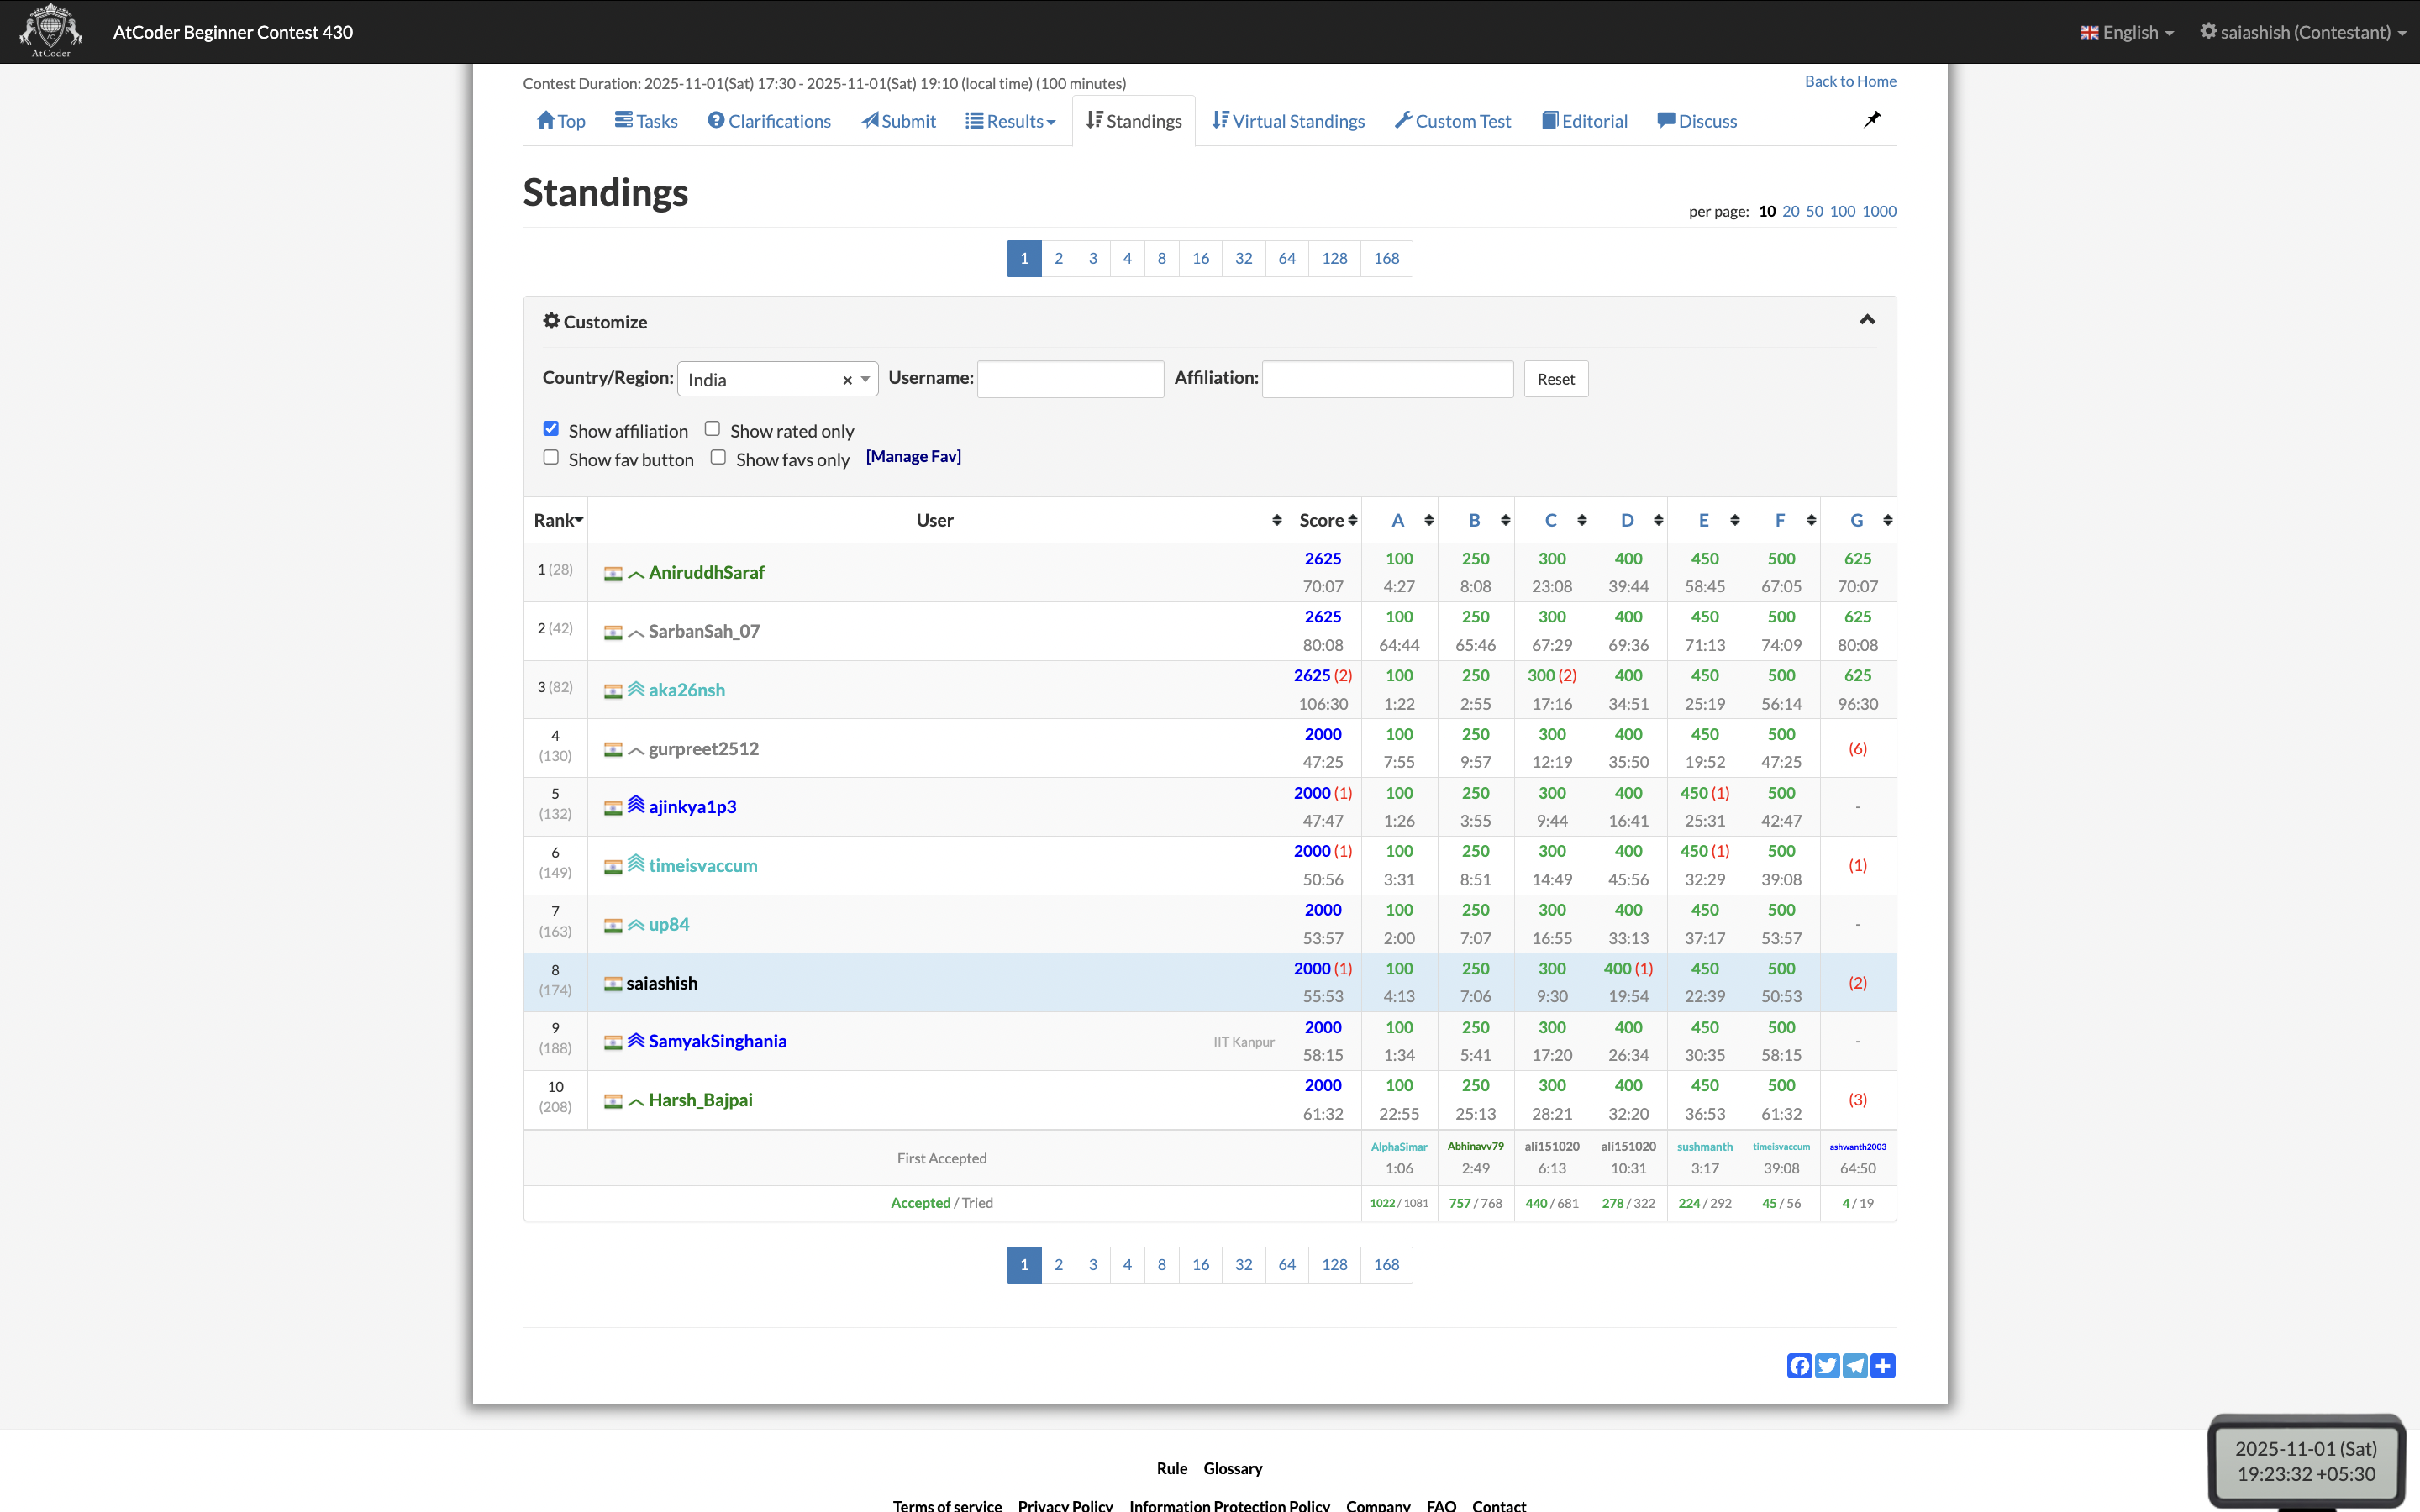 AtCoder
AtCoder Beginner Contest 430
English
saiashish (Contestant)
Contest Duration: 2025-11-01(Sat) 17:30 - 2025-11-01(Sat) 19:10 (local time) (100 minutes)
Back to Home
Top Tasks Clarifications Submit Results Standings Virtual Standings Custom Test Editorial Discuss
Standings
per page: 10 20 50 100 1000
1 2 3 4 8 16 32 64 128 168
Customize
Country/Region: India × Username: Affiliation: Reset
Show affiliation Show rated only
Show fav button Show favs only [Manage Fav]
Rank User Score A B C D E F G
1 (28) AniruddhSaraf 2625 100 250 300 400 450 500 625
70:07 4:27 8:08 23:08 39:44 58:45 67:05 70:07
2 (42) SarbanSah_07 2625 100 250 300 400 450 500 625
80:08 64:44 65:46 67:29 69:36 71:13 74:09 80:08
3 (82) aka26nsh 2625 (2) 100 250 300 (2) 400 450 500 625
106:30 1:22 2:55 17:16 34:51 25:19 56:14 96:30
4 (130) gurpreet2512 2000 100 250 300 400 450 500 (6)
47:25 7:55 9:57 12:19 35:50 19:52 47:25
5 (132) ajinkya1p3 2000 (1) 100 250 300 400 450 (1) 500 -
47:47 1:26 3:55 9:44 16:41 25:31 42:47
6 (149) timeisvaccum 2000 (1) 100 250 300 400 450 (1) 500 (1)
50:56 3:31 8:51 14:49 45:56 32:29 39:08
7 (163) up84 2000 100 250 300 400 450 500 -
53:57 2:00 7:07 16:55 33:13 37:17 53:57
8 (174) saiashish 2000 (1) 100 250 300 400 (1) 450 500 (2)
55:53 4:13 7:06 9:30 19:54 22:39 50:53
9 (188) SamyakSinghania IIT Kanpur 2000 100 250 300 400 450 500 -
58:15 1:34 5:41 17:20 26:34 30:35 58:15
10 (208) Harsh_Bajpai 2000 100 250 300 400 450 500 (3)
61:32 22:55 25:13 28:21 32:20 36:53 61:32
First Accepted AlphaSimar Abhinavv79 ali151020 ali151020 sushmanth timeisvaccum ashwanth2003
1:06 2:49 6:13 10:31 3:17 39:08 64:50
Accepted / Tried 1022 / 1081 757 / 768 440 / 681 278 / 322 224 / 292 45 / 56 4 / 19
1 2 3 4 8 16 32 64 128 168
2025-11-01 (Sat)
19:23:32 +05:30
Rule Glossary
Terms of service Privacy Policy Information Protection Policy Company FAQ Contact